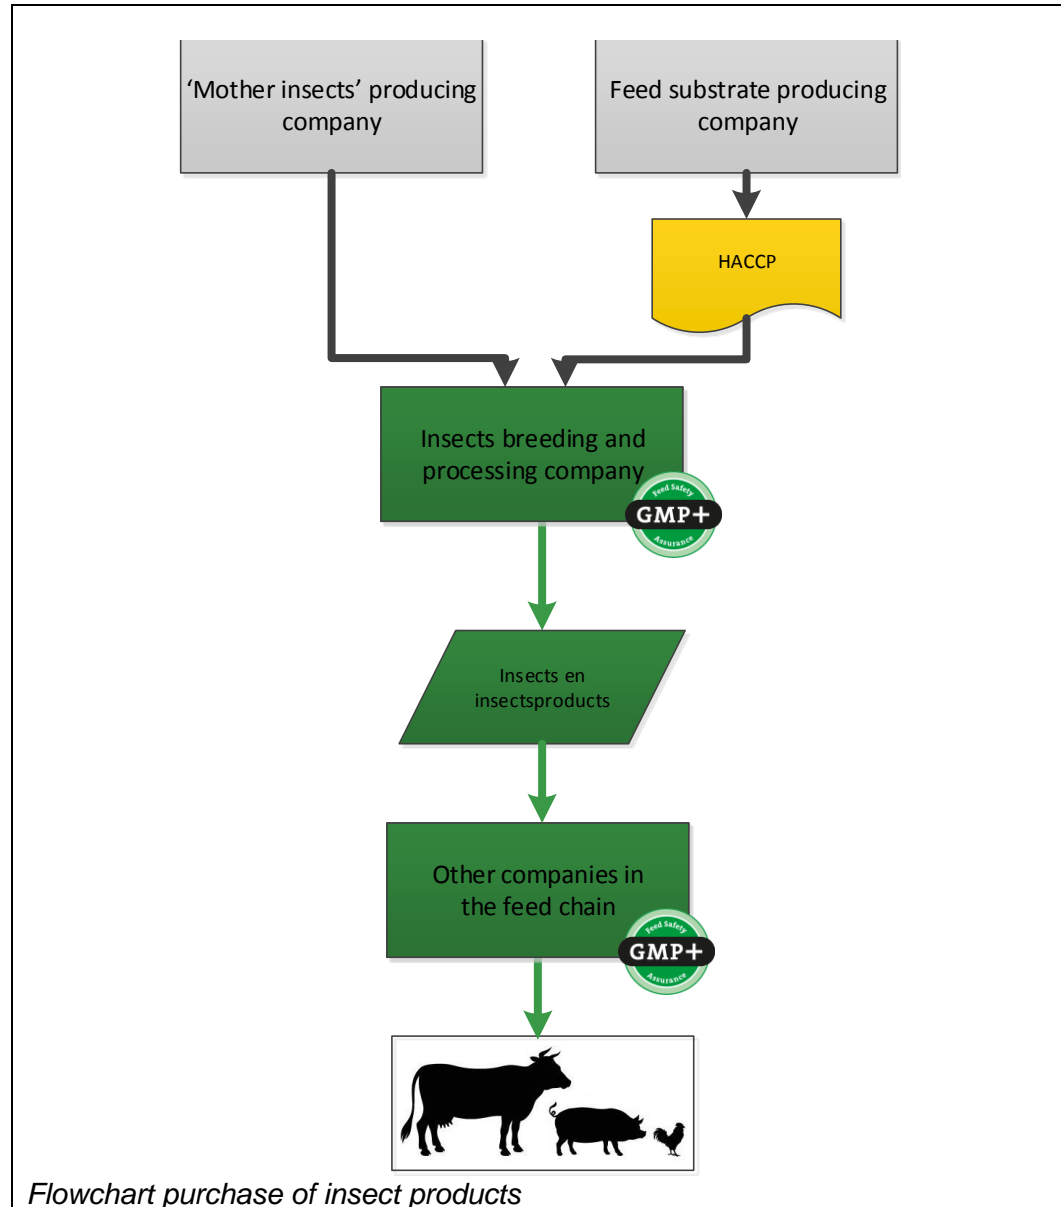 'Mother insects' producing
company
Feed substrate producing
company
HACCP
Insects breeding and
processing company
Feed Safety
GMP+
Assurance
Insects en
insectsproducts
Other companies in
the feed chain
Feed Safety
GMP+
Assurance
Flowchart purchase of insect products